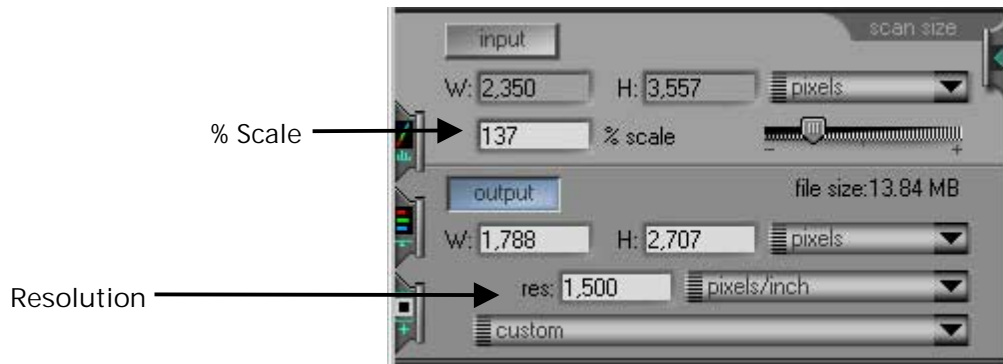 scan size
input
W: 2,350 H: 3,557 pixels
% Scale 137 % scale
- +
output file size:13.84 MB
W: 1,788 H: 2,707 pixels
Resolution res: 1,500 pixels/inch
custom